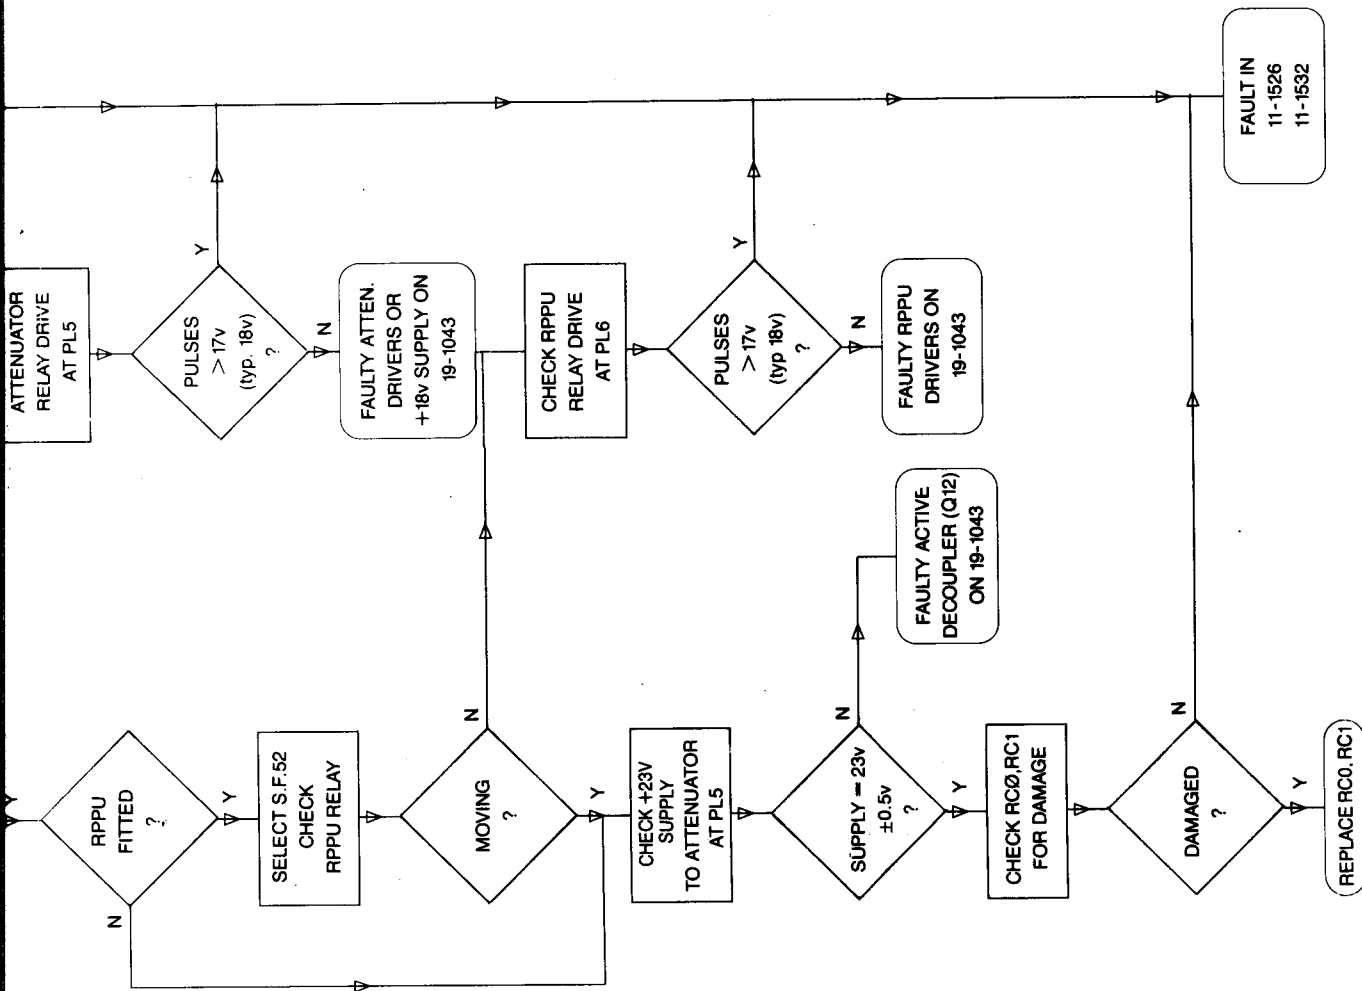 ATTENUATOR
RELAY DRIVE
AT PL5
PULSES
> 17v
(typ. 18v)
?
Y
N
FAULTY ATTEN.
DRIVERS OR
+18v SUPPLY ON
19-1043
CHECK RPPU
RELAY DRIVE
AT PL6
PULSES
> 17v
(typ 18v)
?
Y
N
FAULTY RPPU
DRIVERS ON
19-1043
FAULT IN
11-1526
11-1532
Y
RPPU
FITTED
?
N
Y
SELECT S.F.52
CHECK
RPPU RELAY
MOVING
?
N
Y
CHECK +23V
SUPPLY
TO ATTENUATOR
AT PL5
SUPPLY = 23v
±0.5v
?
N
Y
FAULTY ACTIVE
DECOUPLER (Q12)
ON 19-1043
CHECK RCØ,RC1
FOR DAMAGE
DAMAGED
?
N
Y
REPLACE RC0, RC1